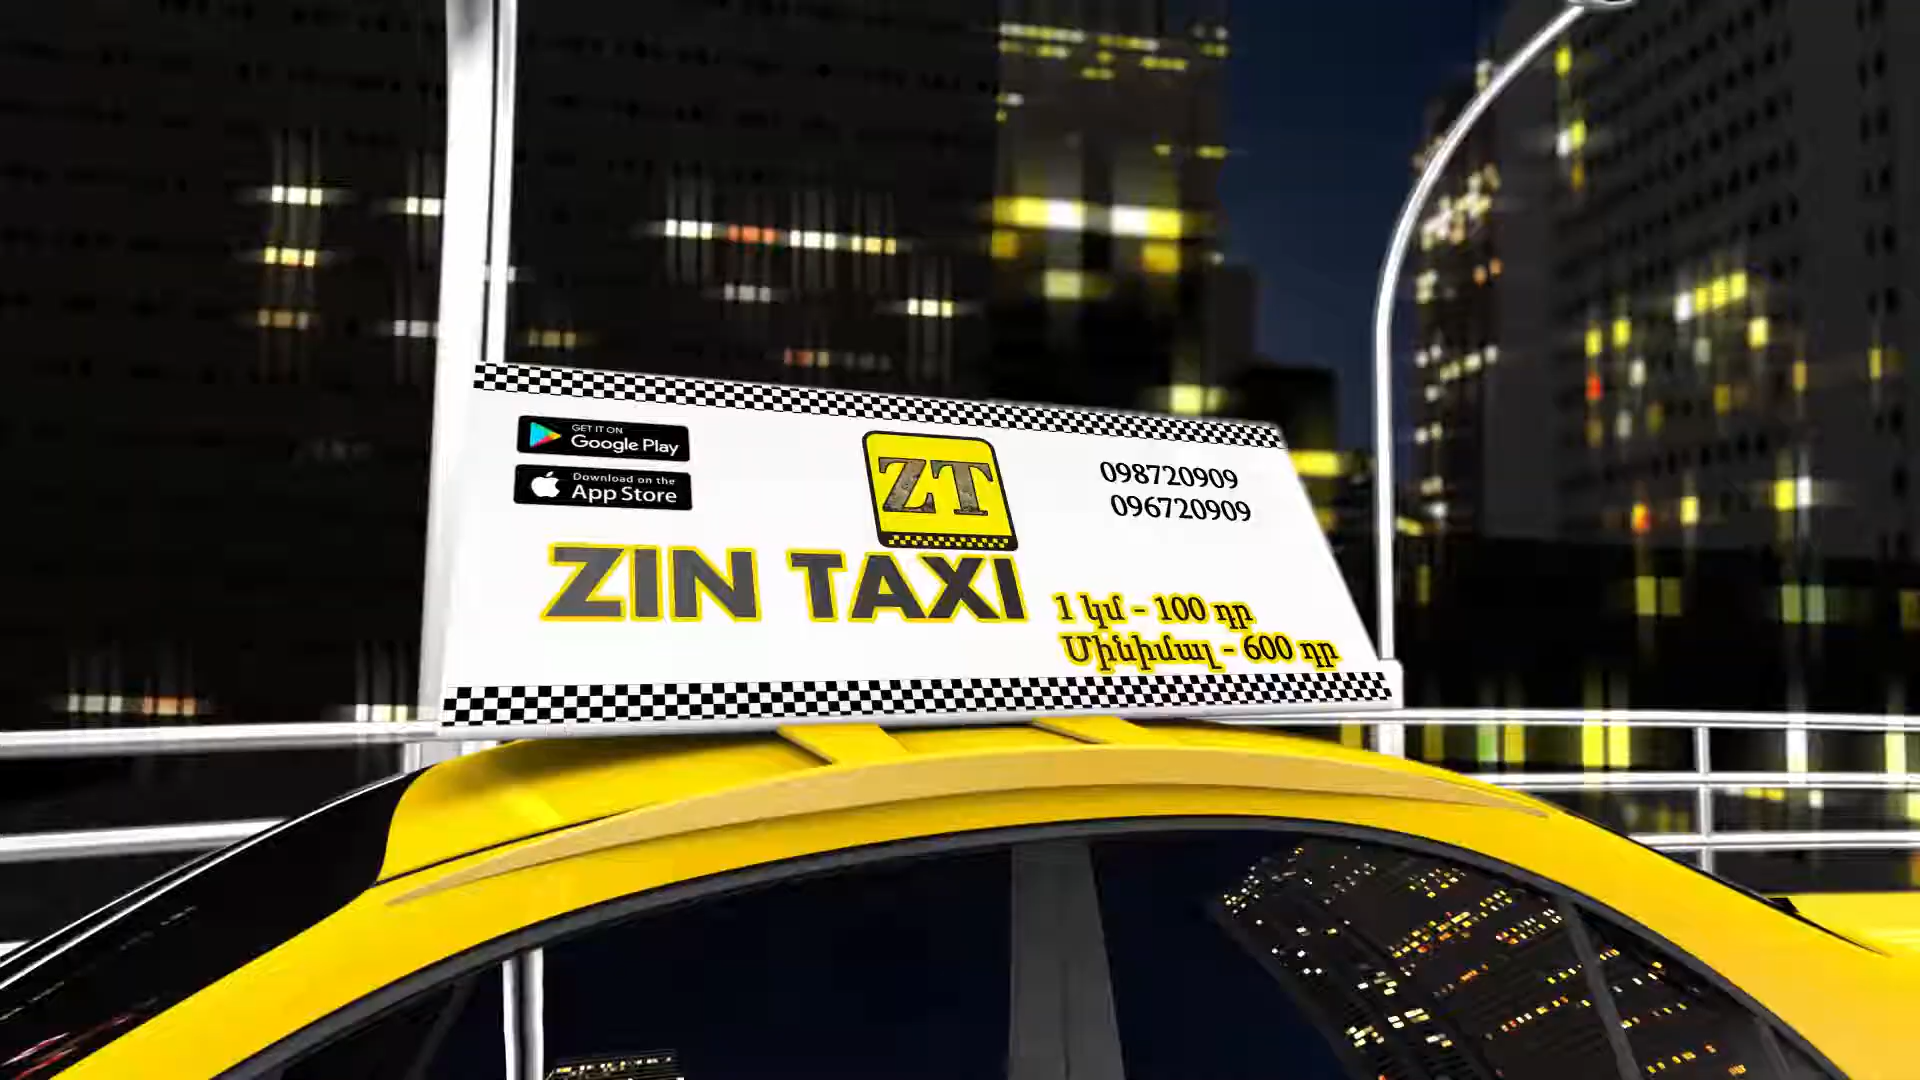 GET IT ON
Google Play
Download on the
App Store
ZT
098720909
096720909
ZIN TAXI
1 կմ - 100 դր
Մինիմալ - 600 դր